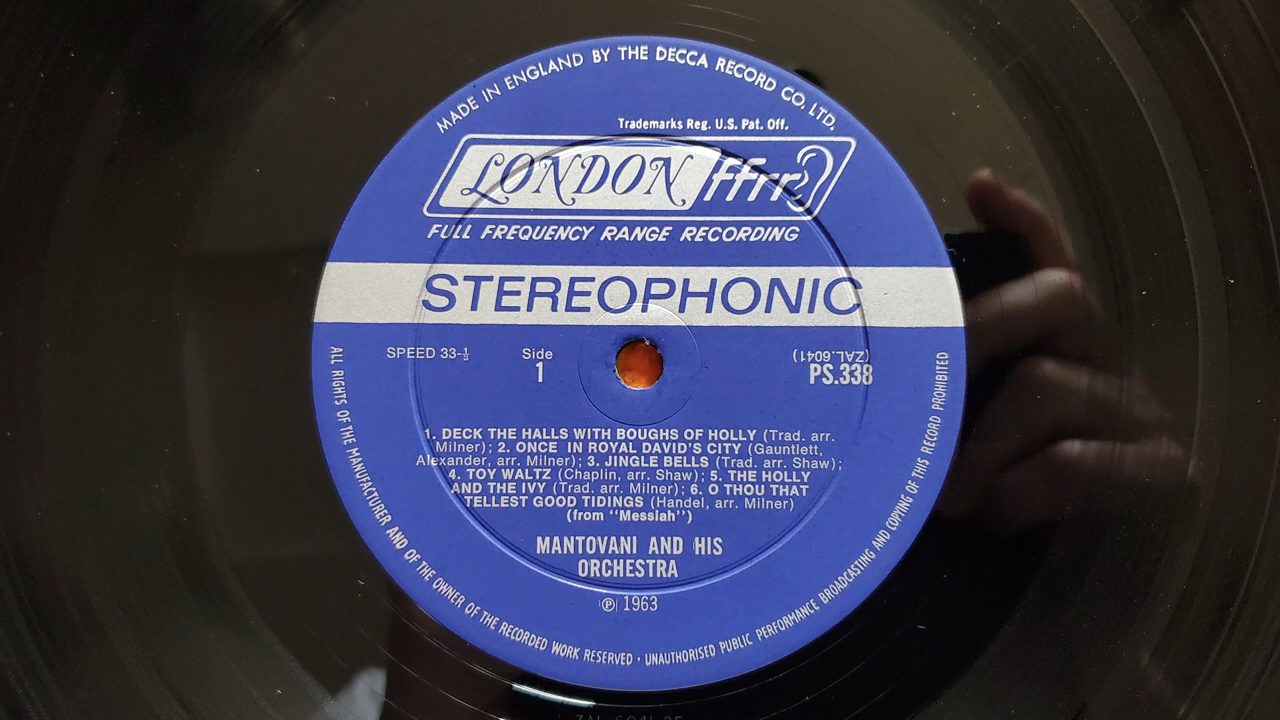 MADE IN ENGLAND BY THE DECCA RECORD CO. LTD.
Trademarks Reg. U.S. Pat. Off.
LONDON ffrr
FULL FREQUENCY RANGE RECORDING
STEREOPHONIC
SPEED 33-⅓
Side
1
(ZAL.6041)
PS.338
1. DECK THE HALLS WITH BOUGHS OF HOLLY (Trad. arr.
Milner); 2. ONCE IN ROYAL DAVID'S CITY (Gauntlett,
Alexander, arr. Milner); 3. JINGLE BELLS (Trad. arr. Shaw);
4. TOY WALTZ (Chaplin, arr. Shaw); 5. THE HOLLY
AND THE IVY (Trad. arr. Milner); 6. O THOU THAT
TELLEST GOOD TIDINGS (Handel, arr. Milner)
(from "Messiah")
MANTOVANI AND HIS
ORCHESTRA
℗ 1963
ALL RIGHTS OF THE MANUFACTURER AND OF THE OWNER OF THE RECORDED WORK RESERVED · UNAUTHORISED PUBLIC PERFORMANCE BROADCASTING AND COPYING OF THIS RECORD PROHIBITED